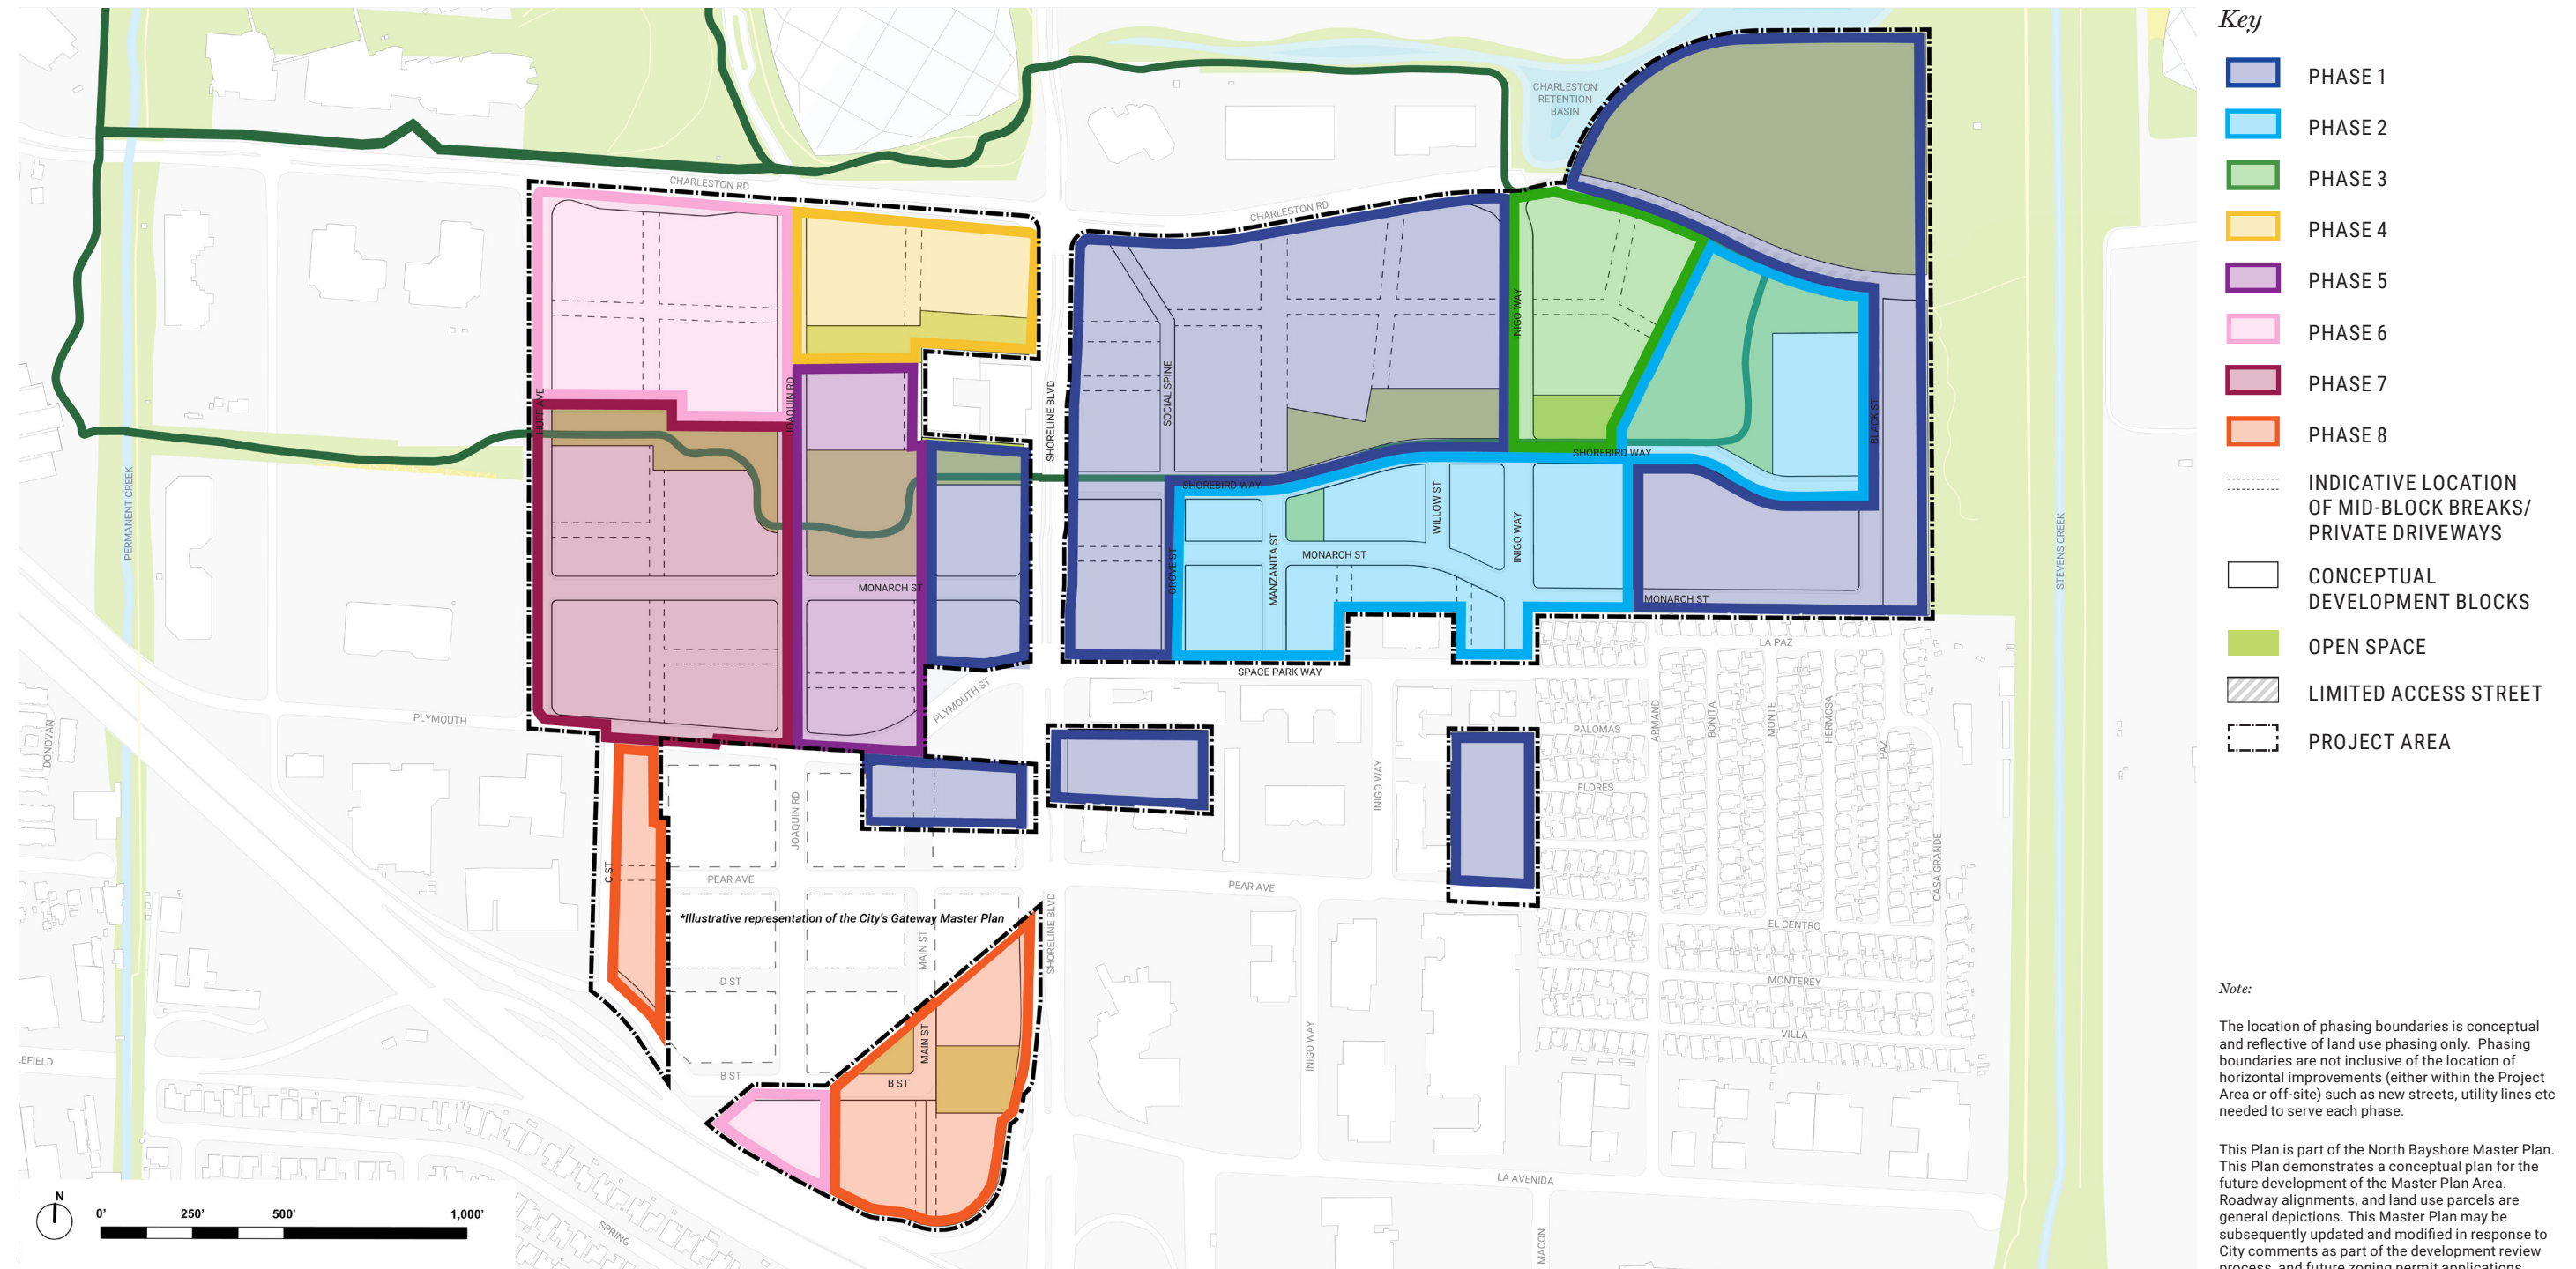 CHARLESTON RD
CHARLESTON
RETENTION
BASIN
CHARLESTON RD
PERMANENT CREEK
HUFF AVE
JOAQUIN RD
SHORELINE BLVD
SOCIAL SPINE
INIGO WAY
BLACK ST
STEVENS CREEK
SHOREBIRD WAY
SHOREBIRD WAY
GROVE ST
MANZANITA ST
WILLOW ST
INIGO WAY
MONARCH ST
MONARCH ST
MONARCH ST
SPACE PARK WAY
PLYMOUTH ST
PLYMOUTH
DONOVAN
LA PAZ
PALOMAS
FLORES
ARMAND
BONITA
MONTE
HERMOSA
PAZ
CASA GRANDE
EL CENTRO
MONTEREY
VILLA
C ST
JOAQUIN RD
PEAR AVE
PEAR AVE
INIGO WAY
*Illustrative representation of the City's Gateway Master Plan
MAIN ST
SHORELINE BLVD
D ST
MAIN ST
B ST
B ST
INIGO WAY
LEFIELD
SPRING
LA AVENIDA
MACON
N
0' 250' 500' 1,000'
Key
PHASE 1
PHASE 2
PHASE 3
PHASE 4
PHASE 5
PHASE 6
PHASE 7
PHASE 8
INDICATIVE LOCATION
OF MID-BLOCK BREAKS/
PRIVATE DRIVEWAYS
CONCEPTUAL
DEVELOPMENT BLOCKS
OPEN SPACE
LIMITED ACCESS STREET
PROJECT AREA
Note:
The location of phasing boundaries is conceptual
and reflective of land use phasing only. Phasing
boundaries are not inclusive of the location of
horizontal improvements (either within the Project
Area or off-site) such as new streets, utility lines etc
needed to serve each phase.
This Plan is part of the North Bayshore Master Plan.
This Plan demonstrates a conceptual plan for the
future development of the Master Plan Area.
Roadway alignments, and land use parcels are
general depictions. This Master Plan may be
subsequently updated and modified in response to
City comments as part of the development review
process, and future zoning permit applications